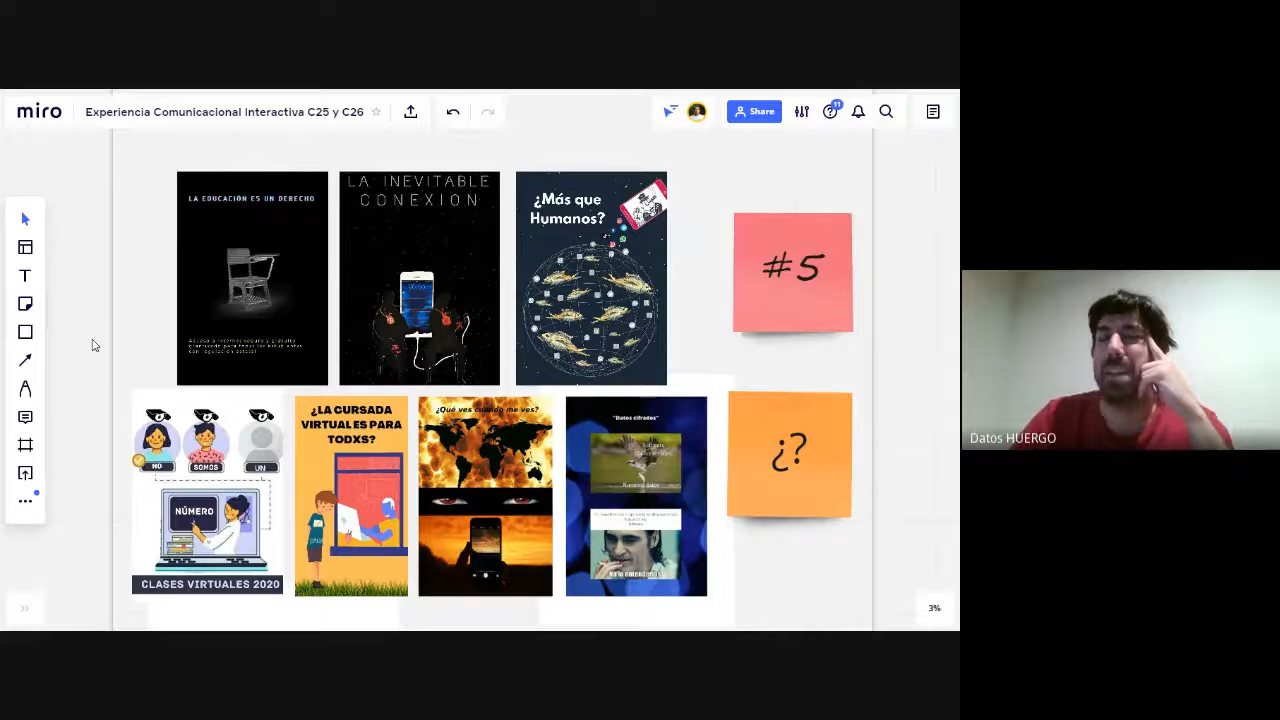 miro
Experiencia Comunicacional Interactiva C25 y C26
Share
11
LA EDUCACIÓN ES UN DERECHO
LA INEVITABLE
CONEXION
¿Más que
Humanos?
#5
NO
SOMOS
UN
NÚMERO
CLASES VIRTUALES 2020
¿LA CURSADA
VIRTUAL ES PARA
TODXS?
¿Qué ves cuando me ves?
"Datos cifrados"
¿?
Datos HUERGO
3%